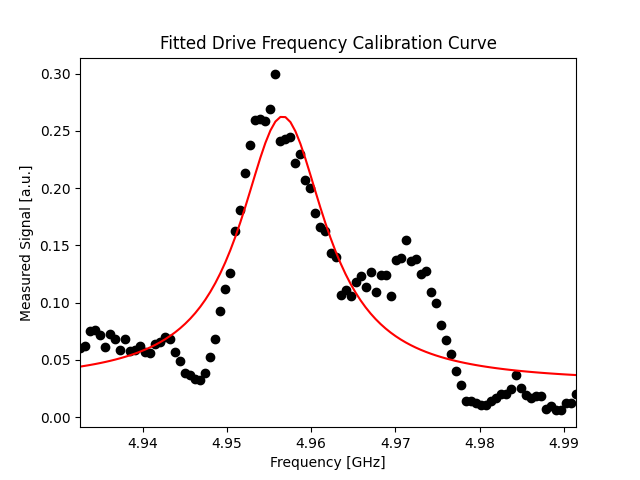 Fitted Drive Frequency Calibration Curve
0.30
0.25
0.20
0.15
0.10
0.05
0.00
Measured Signal [a.u.]
4.94 4.95 4.96 4.97 4.98 4.99
Frequency [GHz]